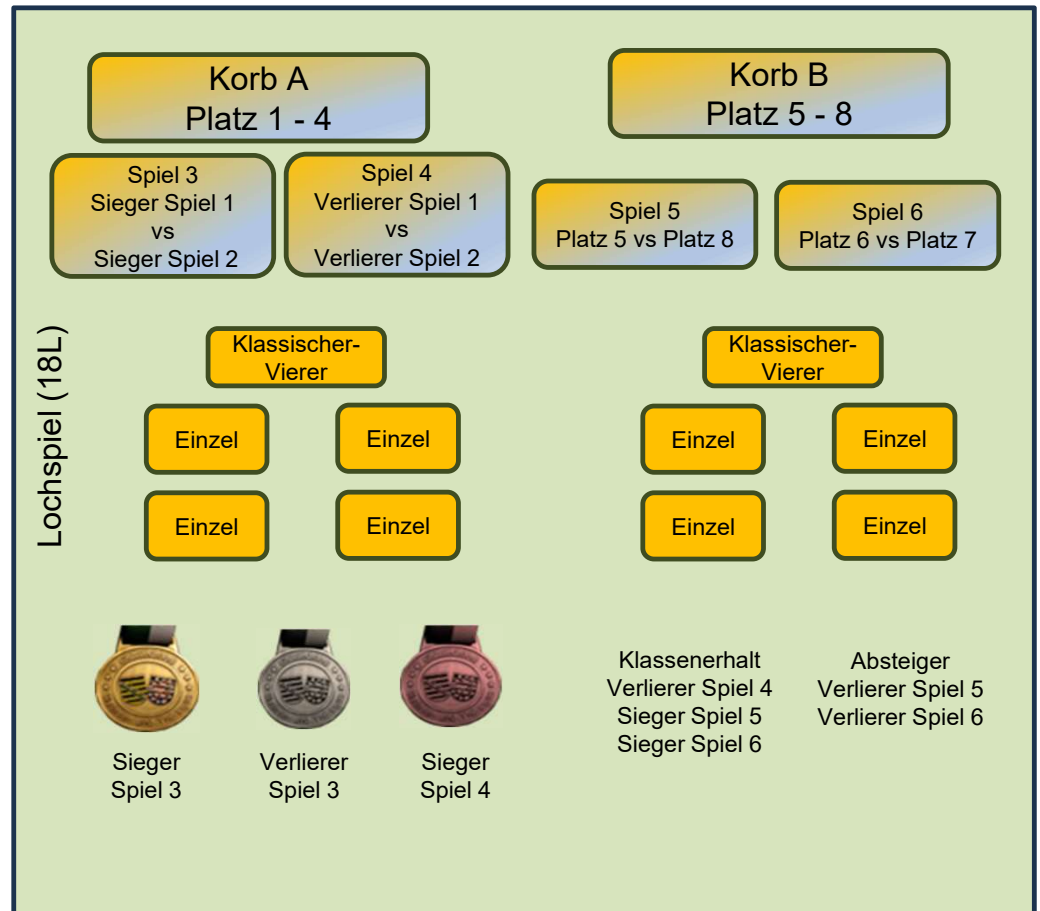 Korb A
Platz 1 - 4
Korb B
Platz 5 - 8
Spiel 3
Sieger Spiel 1
vs
Sieger Spiel 2
Spiel 4
Verlierer Spiel 1
vs
Verlierer Spiel 2
Spiel 5
Platz 5 vs Platz 8
Spiel 6
Platz 6 vs Platz 7
Lochspiel (18L)
Klassischer-
Vierer
Einzel
Einzel
Einzel
Einzel
Klassischer-
Vierer
Einzel
Einzel
Einzel
Einzel
Sieger
Spiel 3
Verlierer
Spiel 3
Sieger
Spiel 4
Klassenerhalt
Verlierer Spiel 4
Sieger Spiel 5
Sieger Spiel 6
Absteiger
Verlierer Spiel 5
Verlierer Spiel 6